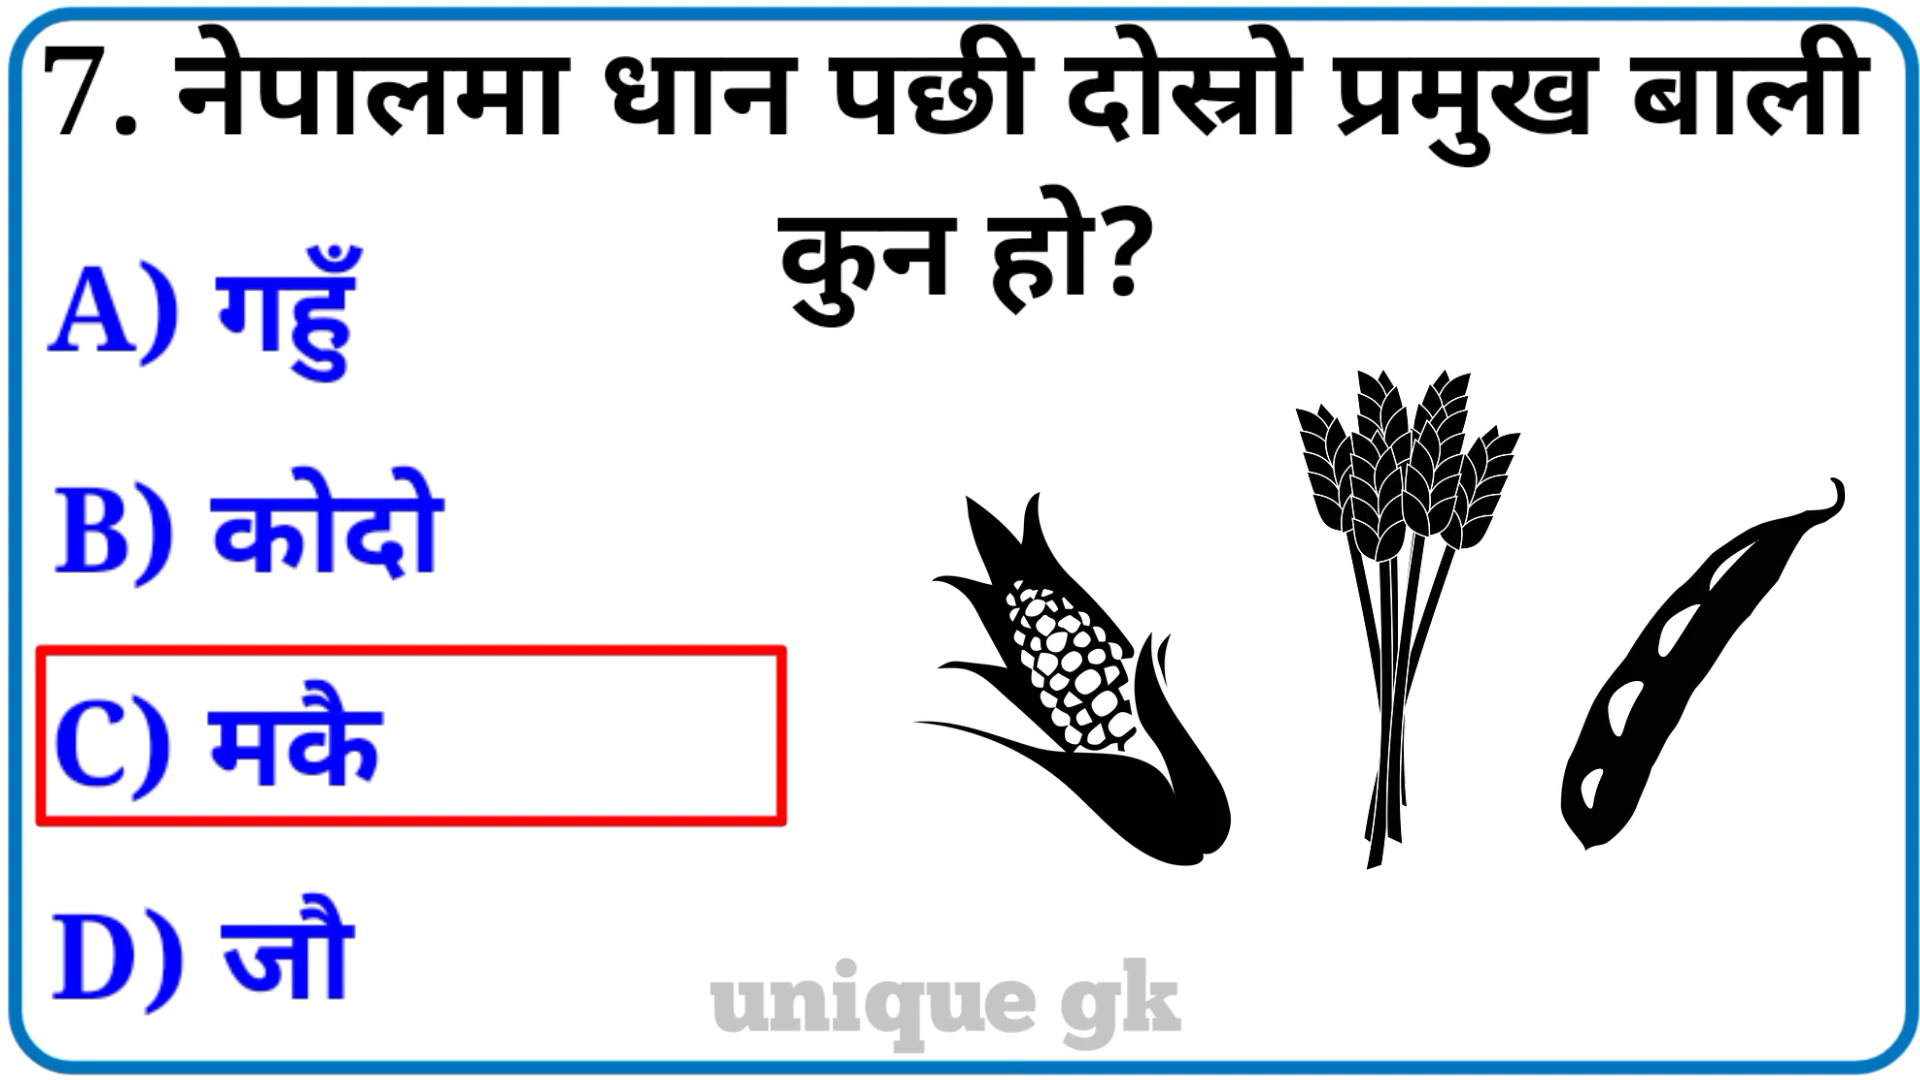 7. नेपालमा धान पछी दोस्रो प्रमुख बाली
कुन हो?
A) गहुँ
B) कोदो
C) मकै
D) जौ
unique gk